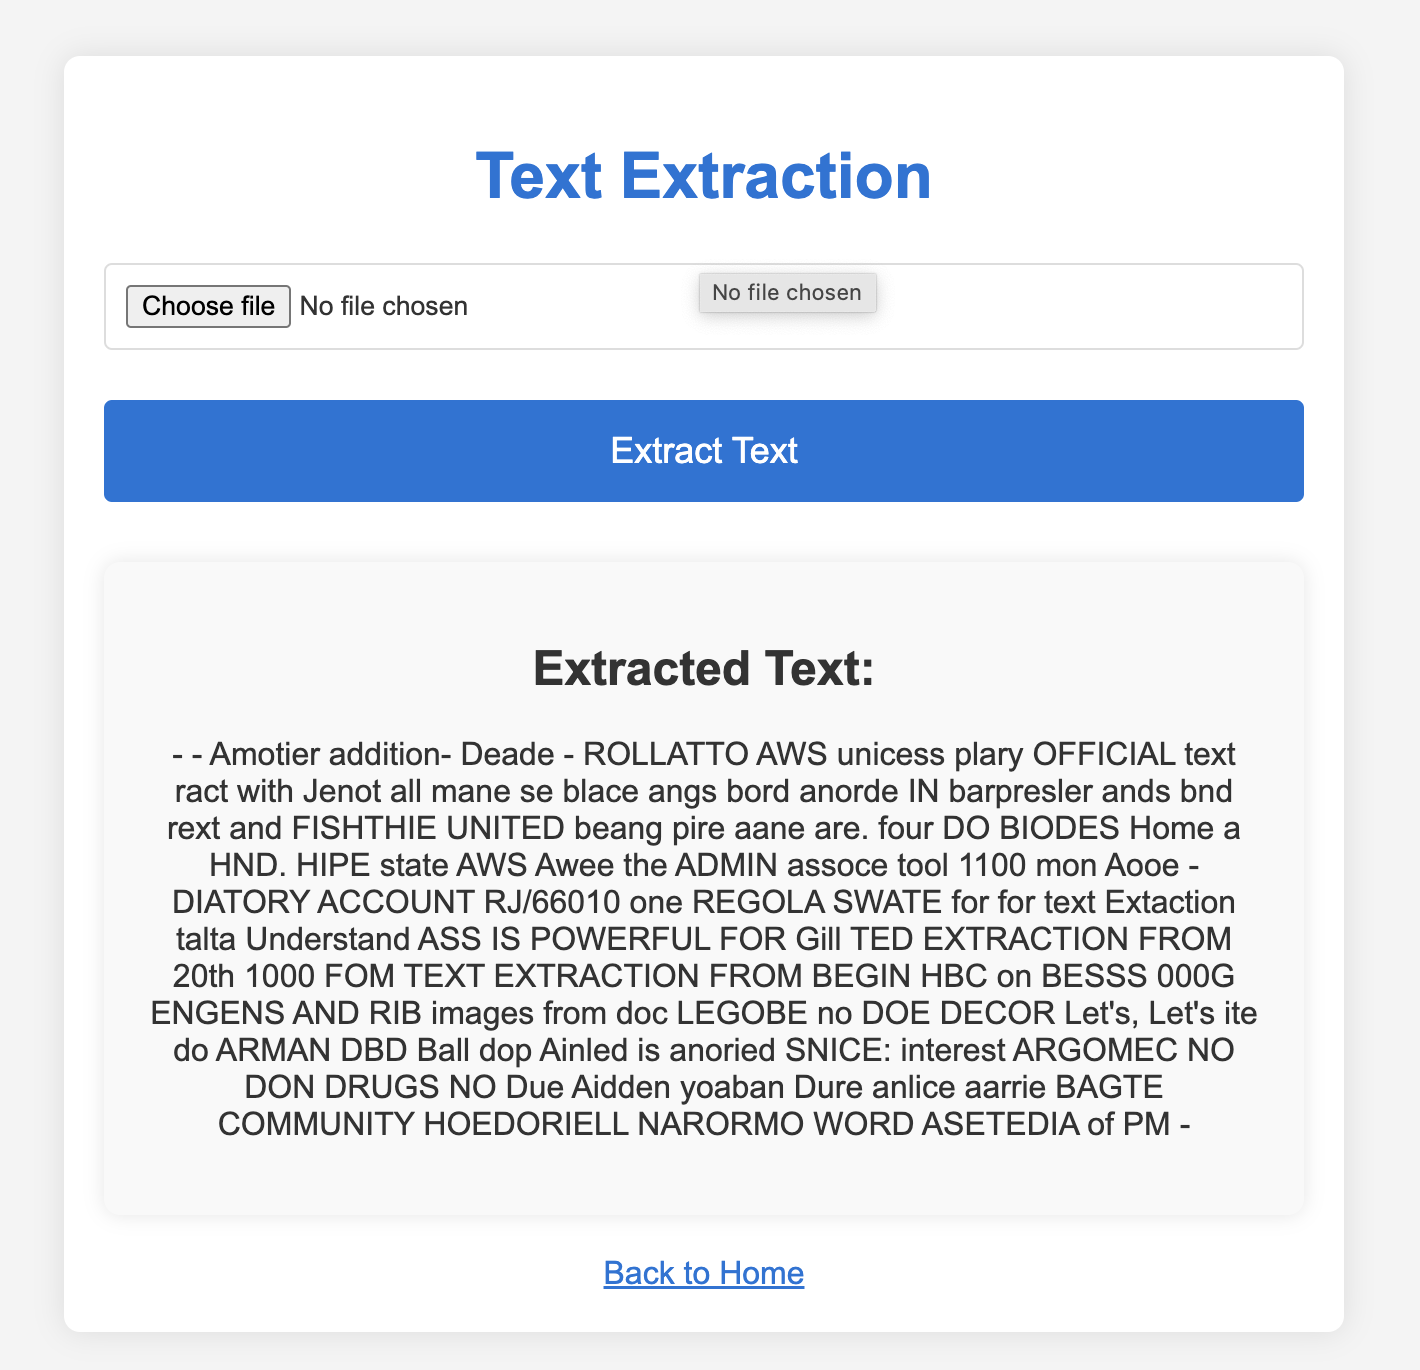 Text Extraction
Choose file No file chosen
No file chosen
Extract Text
Extracted Text:
- - Amotier addition- Deade - ROLLATTO AWS unicess plary OFFICIAL text
ract with Jenot all mane se blace angs bord anorde IN barpresler ands bnd
rext and FISHTHIE UNITED beang pire aane are. four DO BIODES Home a
HND. HIPE state AWS Awee the ADMIN assoce tool 1100 mon Aooe -
DIATORY ACCOUNT RJ/66010 one REGOLA SWATE for for text Extaction
talta Understand ASS IS POWERFUL FOR Gill TED EXTRACTION FROM
20th 1000 FOM TEXT EXTRACTION FROM BEGIN HBC on BESSS 000G
ENGENS AND RIB images from doc LEGOBE no DOE DECOR Let's, Let's ite
do ARMAN DBD Ball dop Ainled is anoried SNICE: interest ARGOMEC NO
DON DRUGS NO Due Aidden yoaban Dure anlice aarrie BAGTE
COMMUNITY HOEDORIELL NARORMO WORD ASETEDIA of PM -
Back to Home